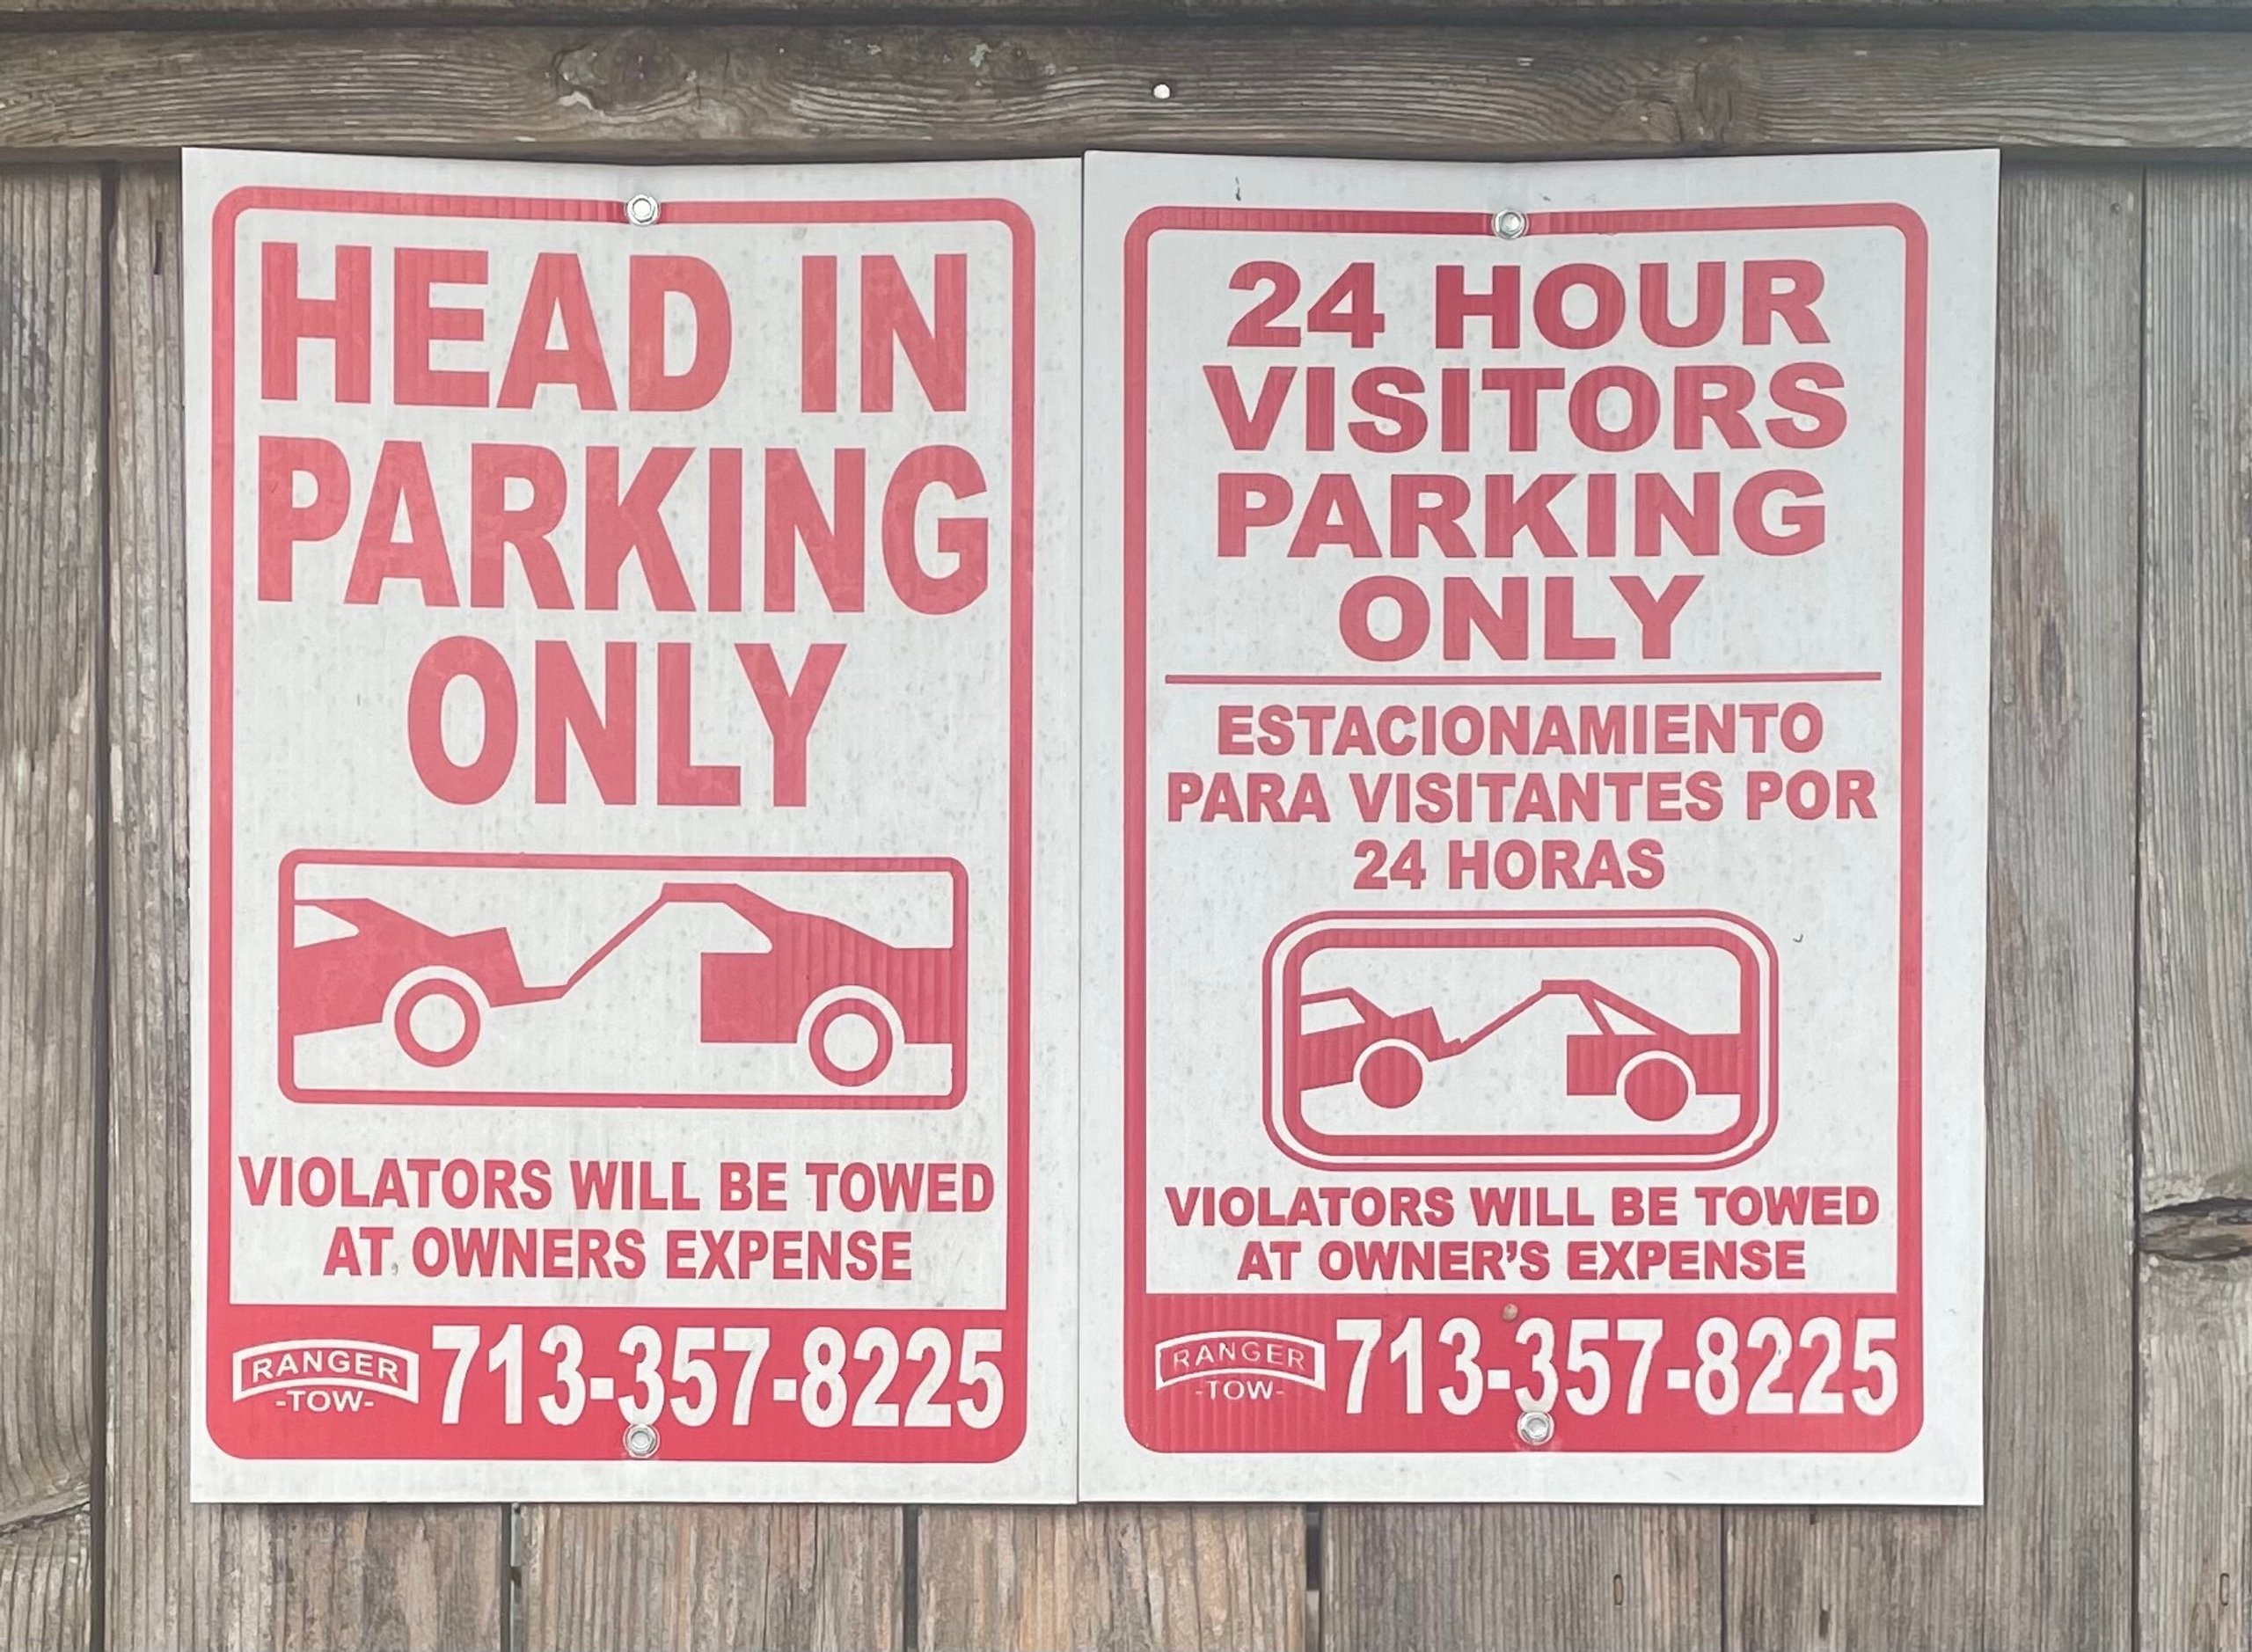 HEAD IN
PARKING
ONLY
VIOLATORS WILL BE TOWED
AT OWNERS EXPENSE
RANGER
-TOW-
713-357-8225
24 HOUR
VISITORS
PARKING
ONLY
ESTACIONAMIENTO
PARA VISITANTES POR
24 HORAS
VIOLATORS WILL BE TOWED
AT OWNER'S EXPENSE
RANGER
-TOW-
713-357-8225